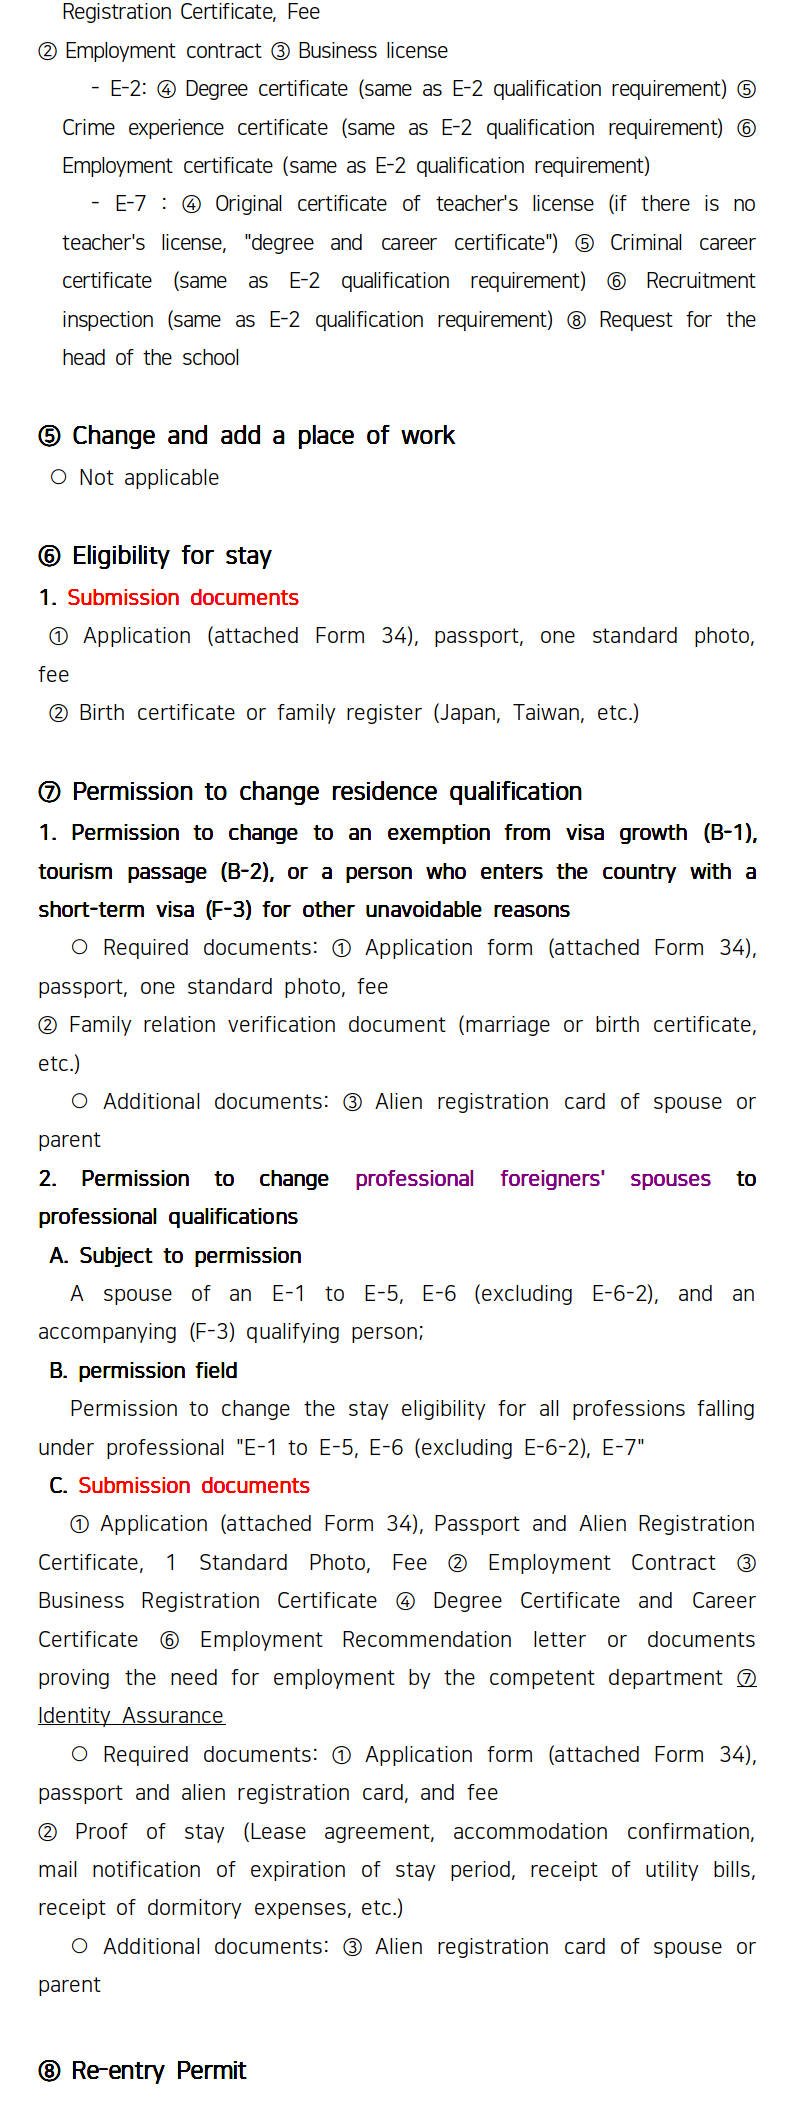 Registration Certificate, Fee
② Employment contract ③ Business license
- E-2: ④ Degree certificate (same as E-2 qualification requirement) ⑤
Crime experience certificate (same as E-2 qualification requirement) ⑥
Employment certificate (same as E-2 qualification requirement)
- E-7 : ④ Original certificate of teacher's license (if there is no
teacher's license, "degree and career certificate") ⑤ Criminal career
certificate (same as E-2 qualification requirement) ⑥ Recruitment
inspection (same as E-2 qualification requirement) ⑧ Request for the
head of the school
⑤ Change and add a place of work
○ Not applicable
⑥ Eligibility for stay
1. Submission documents
① Application (attached Form 34), passport, one standard photo,
fee
② Birth certificate or family register (Japan, Taiwan, etc.)
⑦ Permission to change residence qualification
1. Permission to change to an exemption from visa growth (B-1),
tourism passage (B-2), or a person who enters the country with a
short-term visa (F-3) for other unavoidable reasons
○ Required documents: ① Application form (attached Form 34),
passport, one standard photo, fee
② Family relation verification document (marriage or birth certificate,
etc.)
○ Additional documents: ③ Alien registration card of spouse or
parent
2. Permission to change professional foreigners' spouses to
professional qualifications
A. Subject to permission
A spouse of an E-1 to E-5, E-6 (excluding E-6-2), and an
accompanying (F-3) qualifying person;
B. permission field
Permission to change the stay eligibility for all professions falling
under professional "E-1 to E-5, E-6 (excluding E-6-2), E-7"
C. Submission documents
① Application (attached Form 34), Passport and Alien Registration
Certificate, 1 Standard Photo, Fee ② Employment Contract ③
Business Registration Certificate ④ Degree Certificate and Career
Certificate ⑥ Employment Recommendation letter or documents
proving the need for employment by the competent department ⑦
Identity Assurance
○ Required documents: ① Application form (attached Form 34),
passport and alien registration card, and fee
② Proof of stay (Lease agreement, accommodation confirmation,
mail notification of expiration of stay period, receipt of utility bills,
receipt of dormitory expenses, etc.)
○ Additional documents: ③ Alien registration card of spouse or
parent
⑧ Re-entry Permit